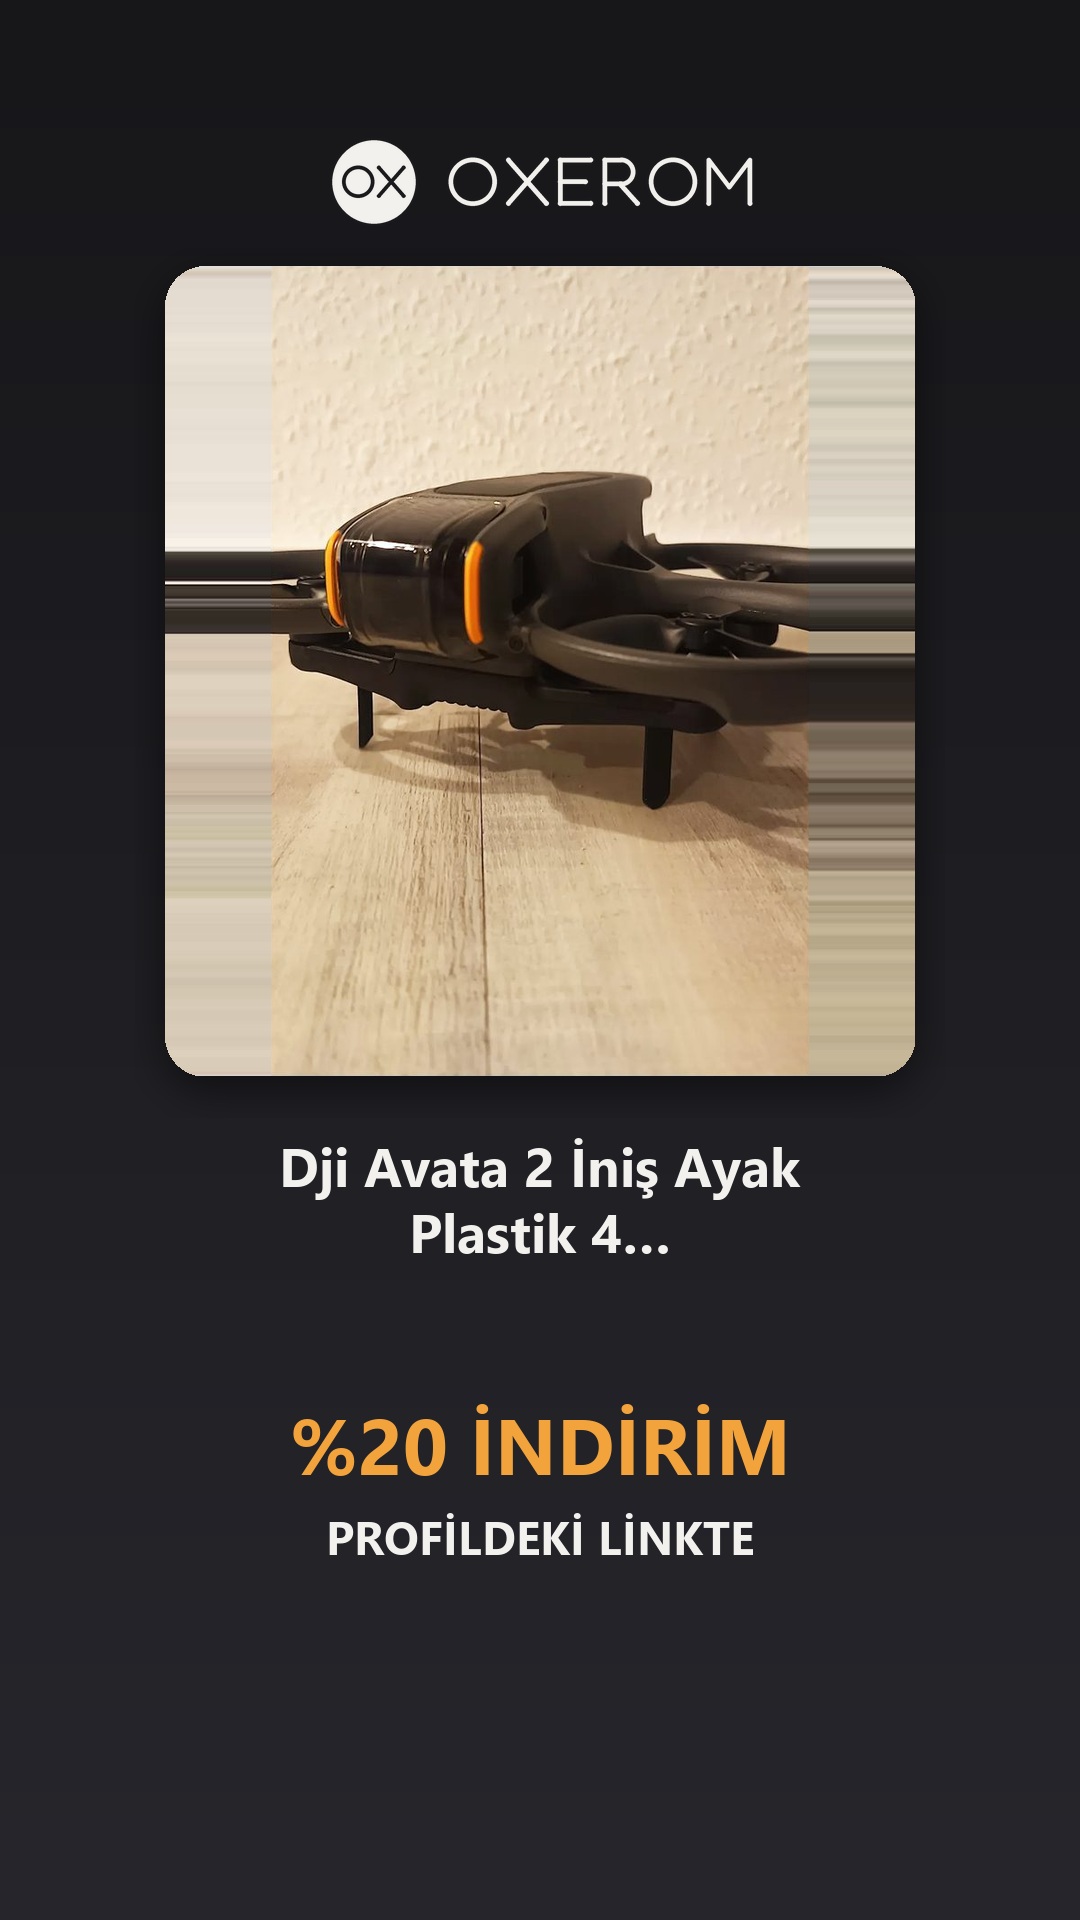 OX OXEROM
Dji Avata 2 İniş Ayak
Plastik 4...
%20 İNDİRİM
PROFİLDEKİ LİNKTE